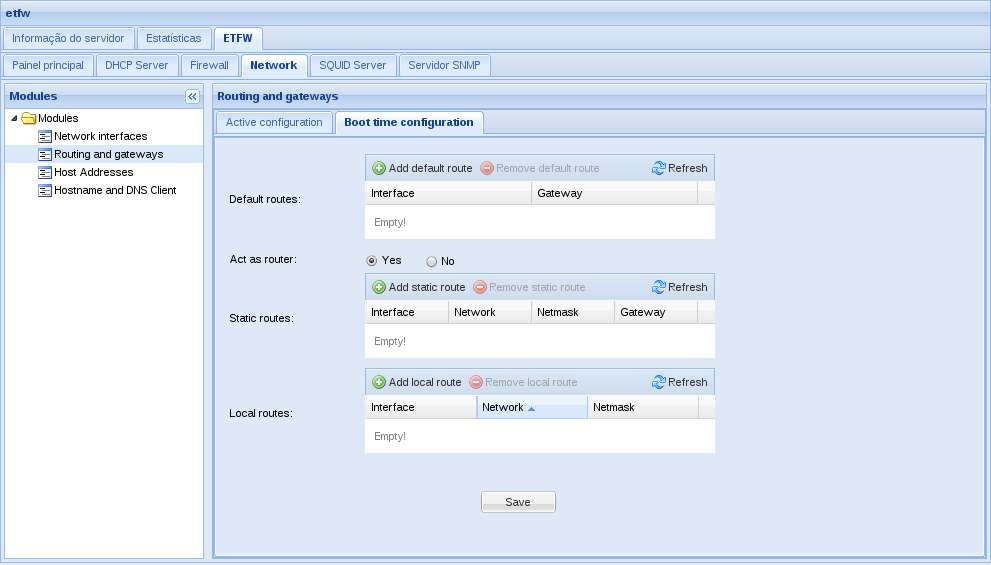 etfw
Informação do servidor Estatísticas ETFW
Painel principal DHCP Server Firewall Network SQUID Server Servidor SNMP
Modules
Modules
Network interfaces
Routing and gateways
Host Addresses
Hostname and DNS Client
Routing and gateways
Active configuration Boot time configuration
Default routes:
Add default route Remove default route Refresh
Interface Gateway
Empty!
Act as router: Yes No
Static routes:
Add static route Remove static route Refresh
Interface Network Netmask Gateway
Empty!
Local routes:
Add local route Remove local route Refresh
Interface Network Netmask
Empty!
Save